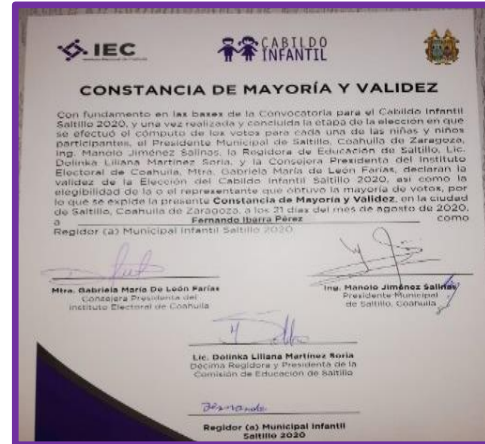 IEC
CABILDO
INFANTIL
CONSTANCIA DE MAYORÍA Y VALIDEZ
Con fundamento en las bases de la Convocatoria para el Cabildo Infantil
Saltillo 2020, y una vez realizada y concluida la etapa de la elección en que
se efectuó el cómputo de los votos para cada una de las niñas y niños
participantes, el Presidente Municipal de Saltillo, Coahuila de Zaragoza,
Ing. Manolo Jiménez Salinas, la Regidora de Educación de Saltillo, Lic.
Dolinka Liliana Martínez Soria, y la Consejera Presidenta del Instituto
Electoral de Coahuila, Mtra. Gabriela María de León Farías, declaran la
validez de la Elección del Cabildo Infantil Saltillo 2020, así como la
elegibilidad de la o el representante que obtuvo la mayoría de votos, por
lo que se expide la presente Constancia de Mayoría y Validez, en la ciudad
de Saltillo, Coahuila de Zaragoza, a los 21 días del mes de agosto de 2020,
a Fernando Ibarra Pérez como
Regidor (a) Municipal Infantil Saltillo 2020.
Mtra. Gabriela María De León Farías
Consejera Presidenta del
Instituto Electoral de Coahuila
Ing. Manolo Jiménez Salinas
Presidente Municipal
de Saltillo, Coahuila
Lic. Dolinka Liliana Martínez Soria
Décima Regidora y Presidenta de la
Comisión de Educación de Saltillo
Fernando
Regidor (a) Municipal Infantil
Saltillo 2020